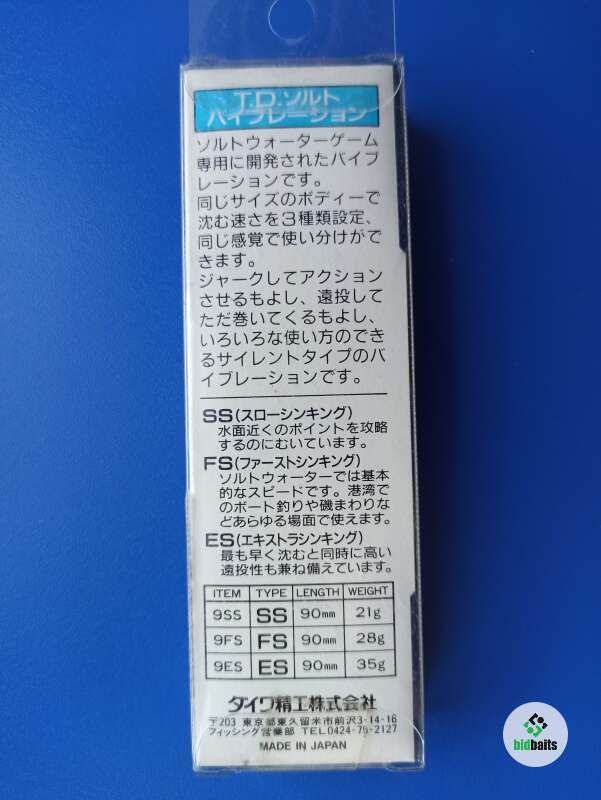 T.D.ソルト
バイブレーション
ソルトウォーターゲーム
専用に開発されたバイブ
レーションです。
同じサイズのボディーで
沈む速さを3種類設定、
同じ感覚で使い分けがで
きます。
ジャークしてアクション
させるもよし、遠投して
ただ巻いてくるもよし、
いろいろな使い方のでき
るサイレントタイプのバ
イブレーションです。
SS(スローシンキング)
水面近くのポイントを攻略
するのにむいています。
FS(ファーストシンキング)
ソルトウォーターでは基本
的なスピードです。港湾で
のボート釣りや磯まわりな
どあらゆる場面で使えます。
ES(エキストラシンキング)
最も早く沈むと同時に高い
遠投性も兼ね備えています。
ITEM TYPE LENGTH WEIGHT
9SS SS 90mm 21g
9FS FS 90mm 28g
9ES ES 90mm 35g
ダイワ精工株式会社
〒203 東京都東久留米市前沢3-14-16
フィッシング営業部 TEL.0424-75-2127
MADE IN JAPAN
bidbaits